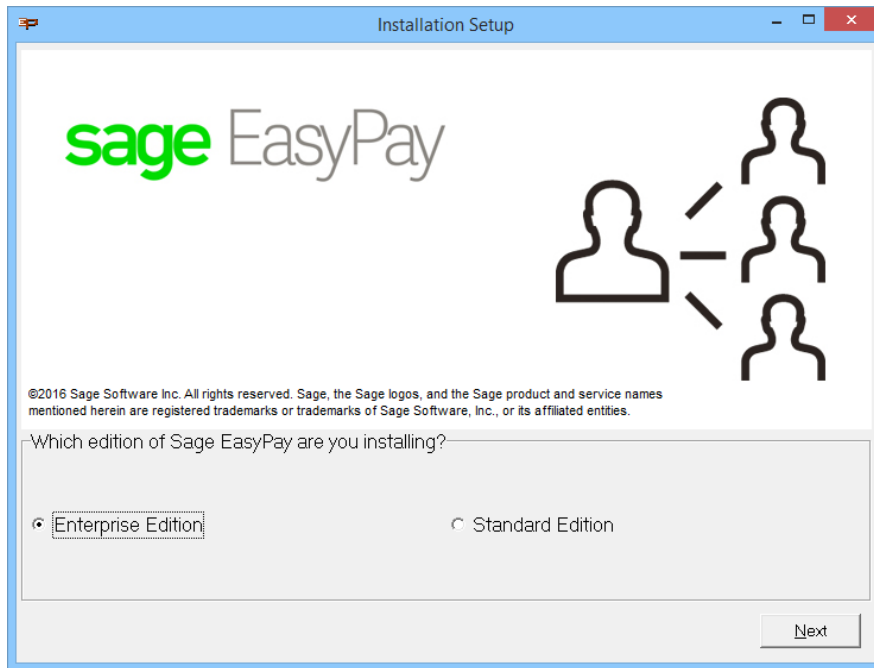 Installation Setup
sage EasyPay
©2016 Sage Software Inc. All rights reserved. Sage, the Sage logos, and the Sage product and service names
mentioned herein are registered trademarks or trademarks of Sage Software, Inc., or its affiliated entities.
Which edition of Sage EasyPay are you installing?
Enterprise Edition
Standard Edition
Next